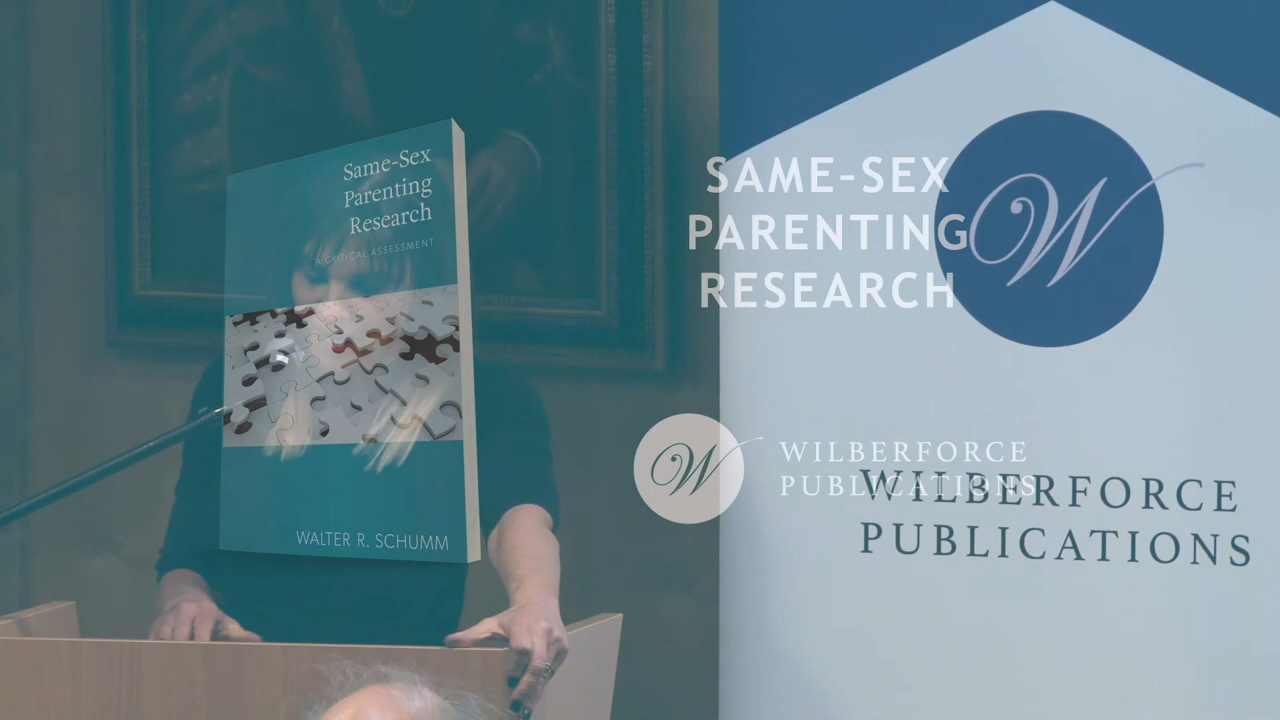 Same-Sex
Parenting
Research
A CRITICAL ASSESSMENT
WALTER R. SCHUMM
SAME-SEX
PARENTING
RESEARCH
W
W
WILBERFORCE
PUBLICATIONS
WILBERFORCE
PUBLICATIONS